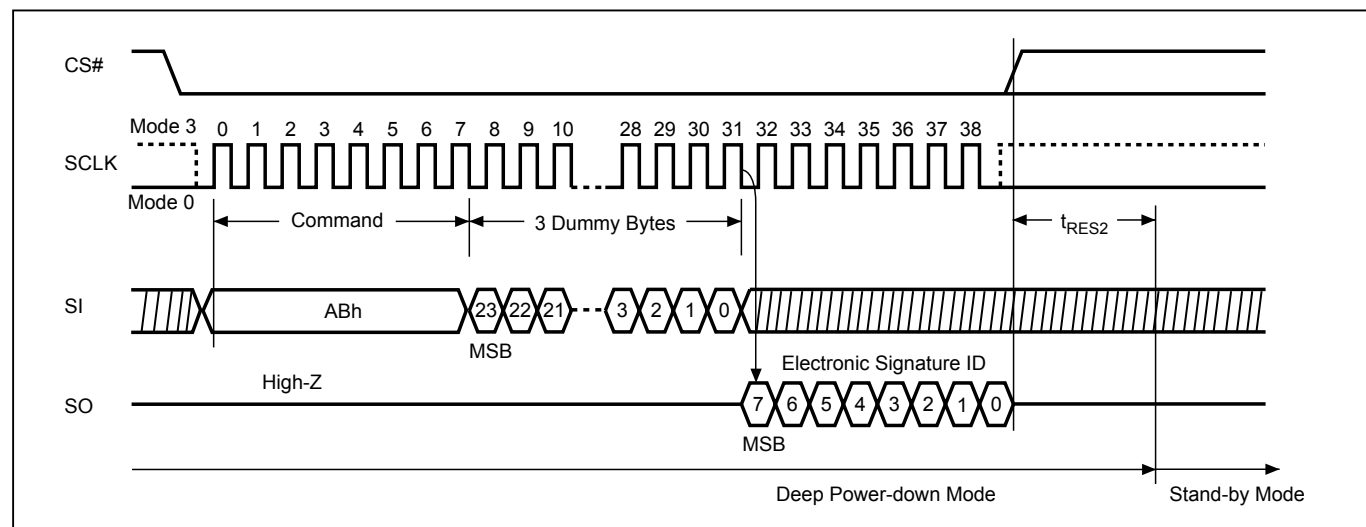 CS#
Mode 3
0 1 2 3 4 5 6 7 8 9 10 28 29 30 31 32 33 34 35 36 37 38
SCLK
Mode 0
Command
3 Dummy Bytes
tRES2
SI
ABh
23 22 21 3 2 1 0
MSB
Electronic Signature ID
High-Z
SO
7 6 5 4 3 2 1 0
MSB
Deep Power-down Mode
Stand-by Mode